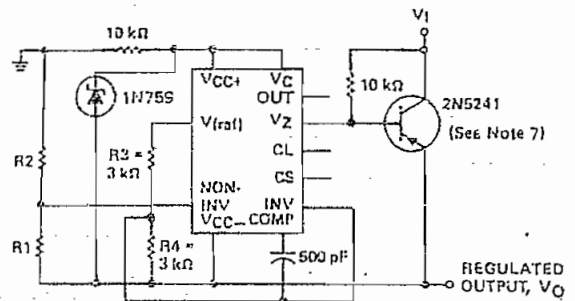 10 kΩ
VI
VCC+
VC
1N759
OUT
10 kΩ
2N5241
V(ref)
VZ
(See Note 7)
R2
R3 =
3 kΩ
CL
CS
NON-
INV
INV
VCC-
COMP
R1
R4 =
3 kΩ
500 pF
REGULATED
OUTPUT, VO